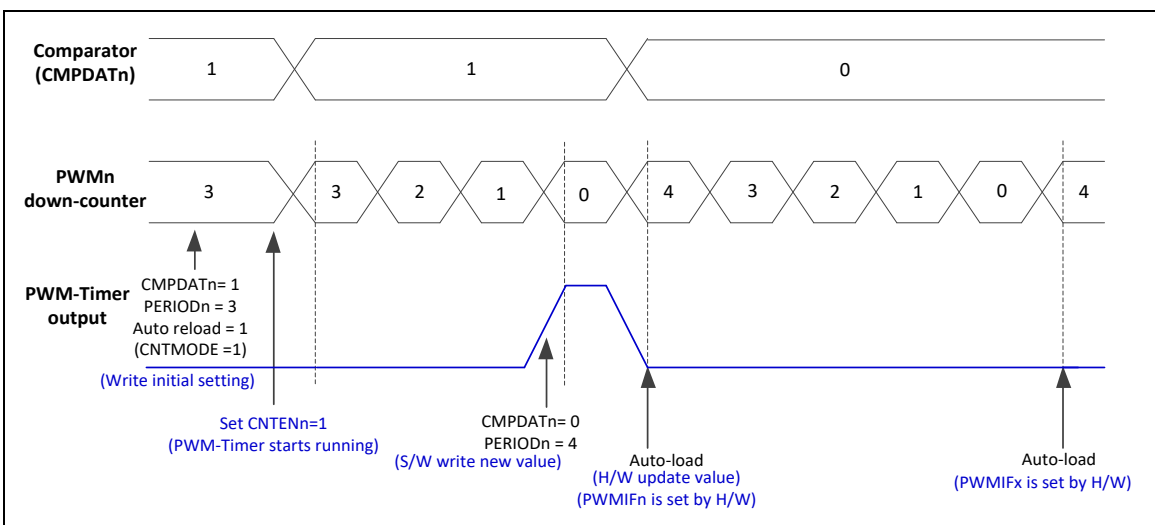 Comparator
(CMPDATn)
1
1
0
PWMn
down-counter
3
3
2
1
0
4
3
2
1
0
4
PWM-Timer
output
CMPDATn= 1
PERIODn = 3
Auto reload = 1
(CNTMODE =1)
(Write initial setting)
Set CNTENn=1
(PWM-Timer starts running)
CMPDATn= 0
PERIODn = 4
(S/W write new value)
Auto-load
(H/W update value)
(PWMIFn is set by H/W)
Auto-load
(PWMIFx is set by H/W)